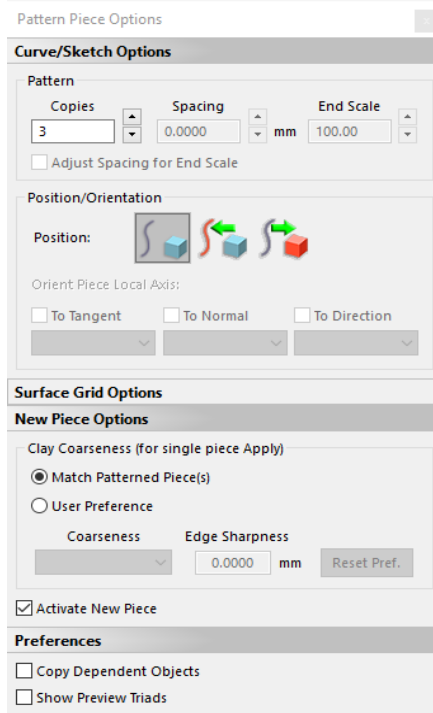 Pattern Piece Options
x
Curve/Sketch Options
Pattern
Copies Spacing End Scale
3 0.0000 mm 100.00
Adjust Spacing for End Scale
Position/Orientation
Position:
Orient Piece Local Axis:
To Tangent To Normal To Direction
Surface Grid Options
New Piece Options
Clay Coarseness (for single piece Apply)
Match Patterned Piece(s)
User Preference
Coarseness Edge Sharpness
0.0000 mm Reset Pref.
Activate New Piece
Preferences
Copy Dependent Objects
Show Preview Triads